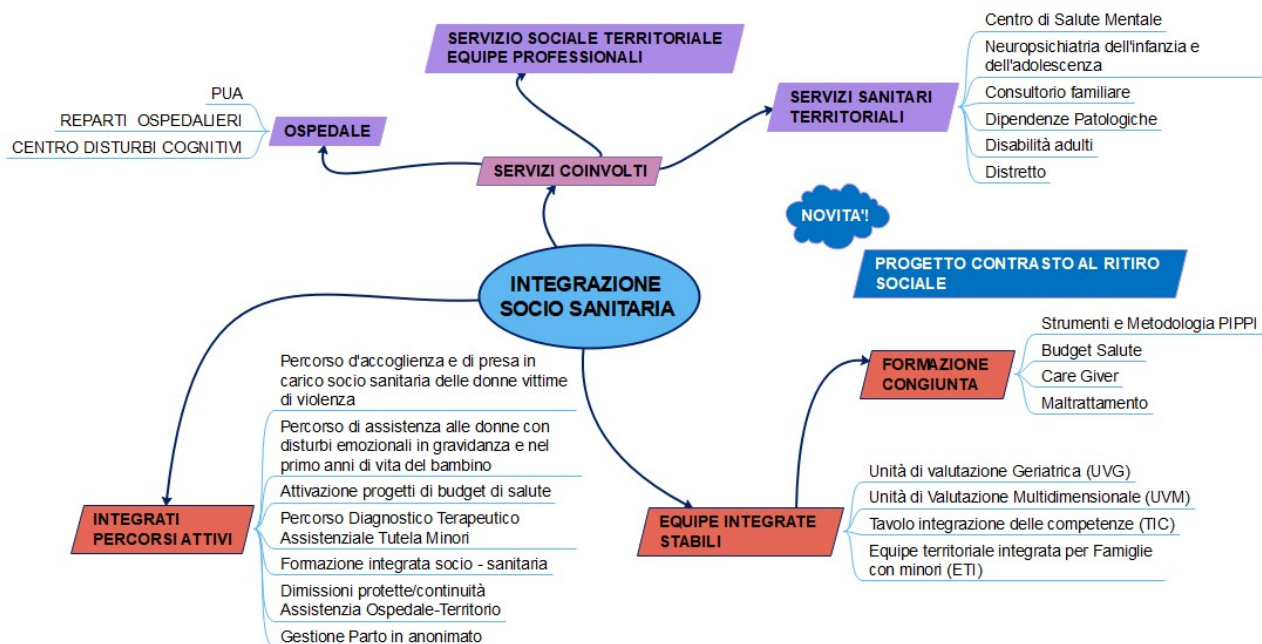 SERVIZIO SOCIALE TERRITORIALE
EQUIPE PROFESSIONALI
PUA
REPARTI OSPEDALIERI
CENTRO DISTURBI COGNITIVI
OSPEDALE
SERVIZI COINVOLTI
SERVIZI SANITARI
TERRITORIALI
Centro di Salute Mentale
Neuropsichiatria dell'infanzia e
dell'adolescenza
Consultorio familiare
Dipendenze Patologiche
Disabilità adulti
Distretto
NOVITA'!
PROGETTO CONTRASTO AL RITIRO
SOCIALE
INTEGRAZIONE
SOCIO SANITARIA
FORMAZIONE
CONGIUNTA
Strumenti e Metodologia PIPPI
Budget Salute
Care Giver
Maltrattamento
INTEGRATI
PERCORSI ATTIVI
Percorso d'accoglienza e di presa in
carico socio sanitaria delle donne vittime
di violenza
Percorso di assistenza alle donne con
disturbi emozionali in gravidanza e nel
primo anni di vita del bambino
Attivazione progetti di budget di salute
Percorso Diagnostico Terapeutico
Assistenziale Tutela Minori
Formazione integrata socio - sanitaria
Dimissioni protette/continuità
Assistenzia Ospedale-Territorio
Gestione Parto in anonimato
EQUIPE INTEGRATE
STABILI
Unità di valutazione Geriatrica (UVG)
Unità di Valutazione Multidimensionale (UVM)
Tavolo integrazione delle competenze (TIC)
Equipe territoriale integrata per Famiglie
con minori (ETI)